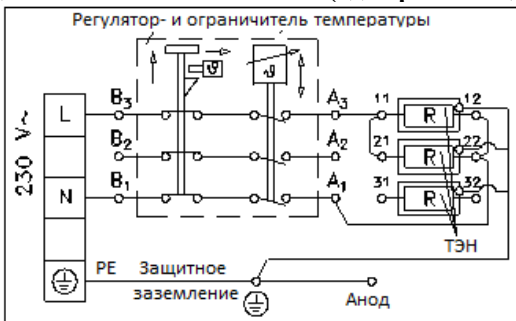 Регулятор- и ограничитель температуры
ϑ
ϑ
230 V~
L
N
B3
B2
B1
A3
A2
A1
11 R 12
21 R 22
31 R 32
ТЭН
PE Защитное заземление
Анод